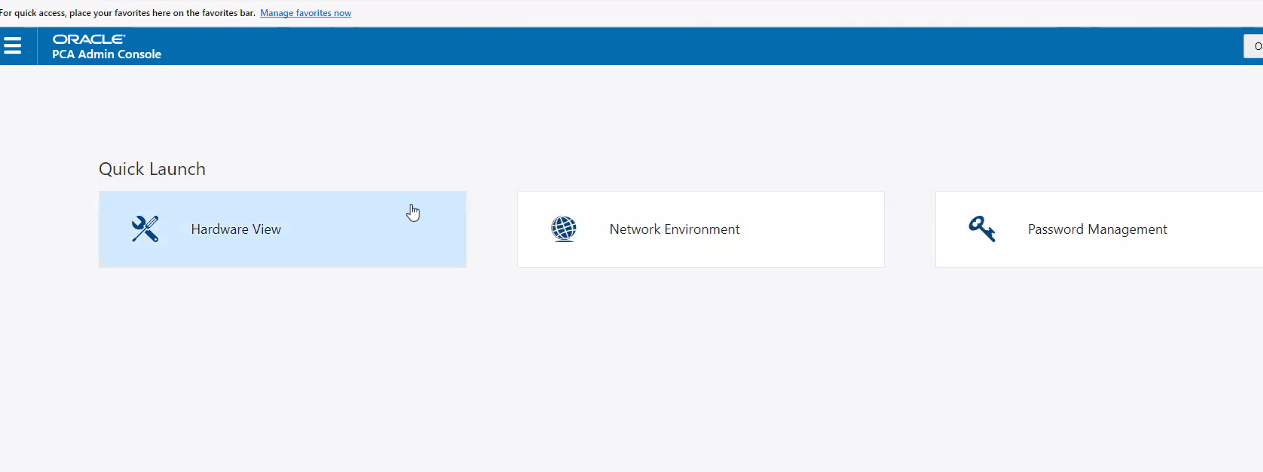 For quick access, place your favorites here on the favorites bar. Manage favorites now
ORACLE
PCA Admin Console
Quick Launch
Hardware View
Network Environment
Password Management